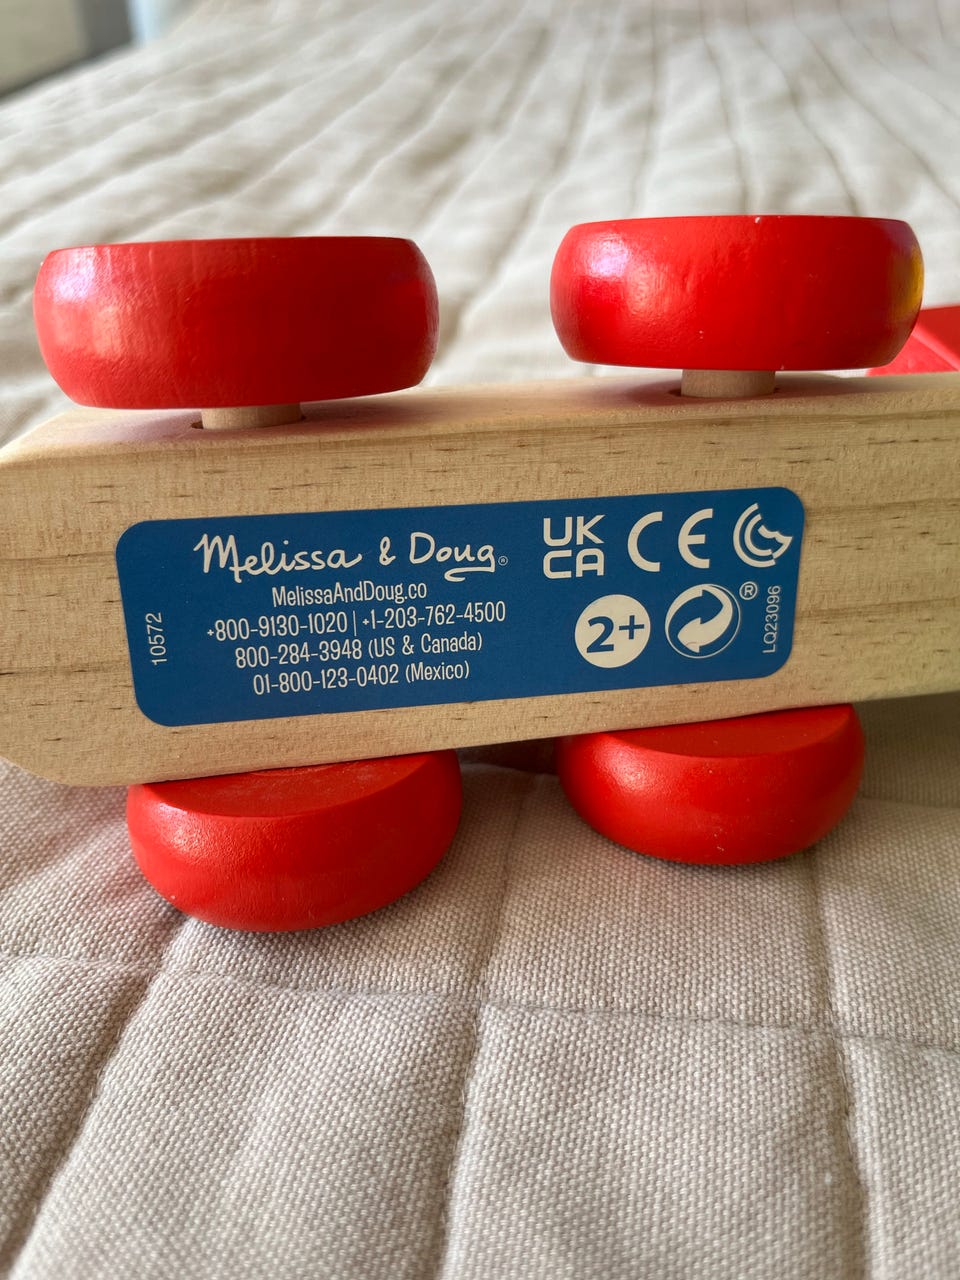 Melissa & Doug®
MelissaAndDoug.co
+800-9130-1020 | +1-203-762-4500
800-284-3948 (US & Canada)
01-800-123-0402 (Mexico)
10572
UK
CA
CE
2+
®
LQ23096